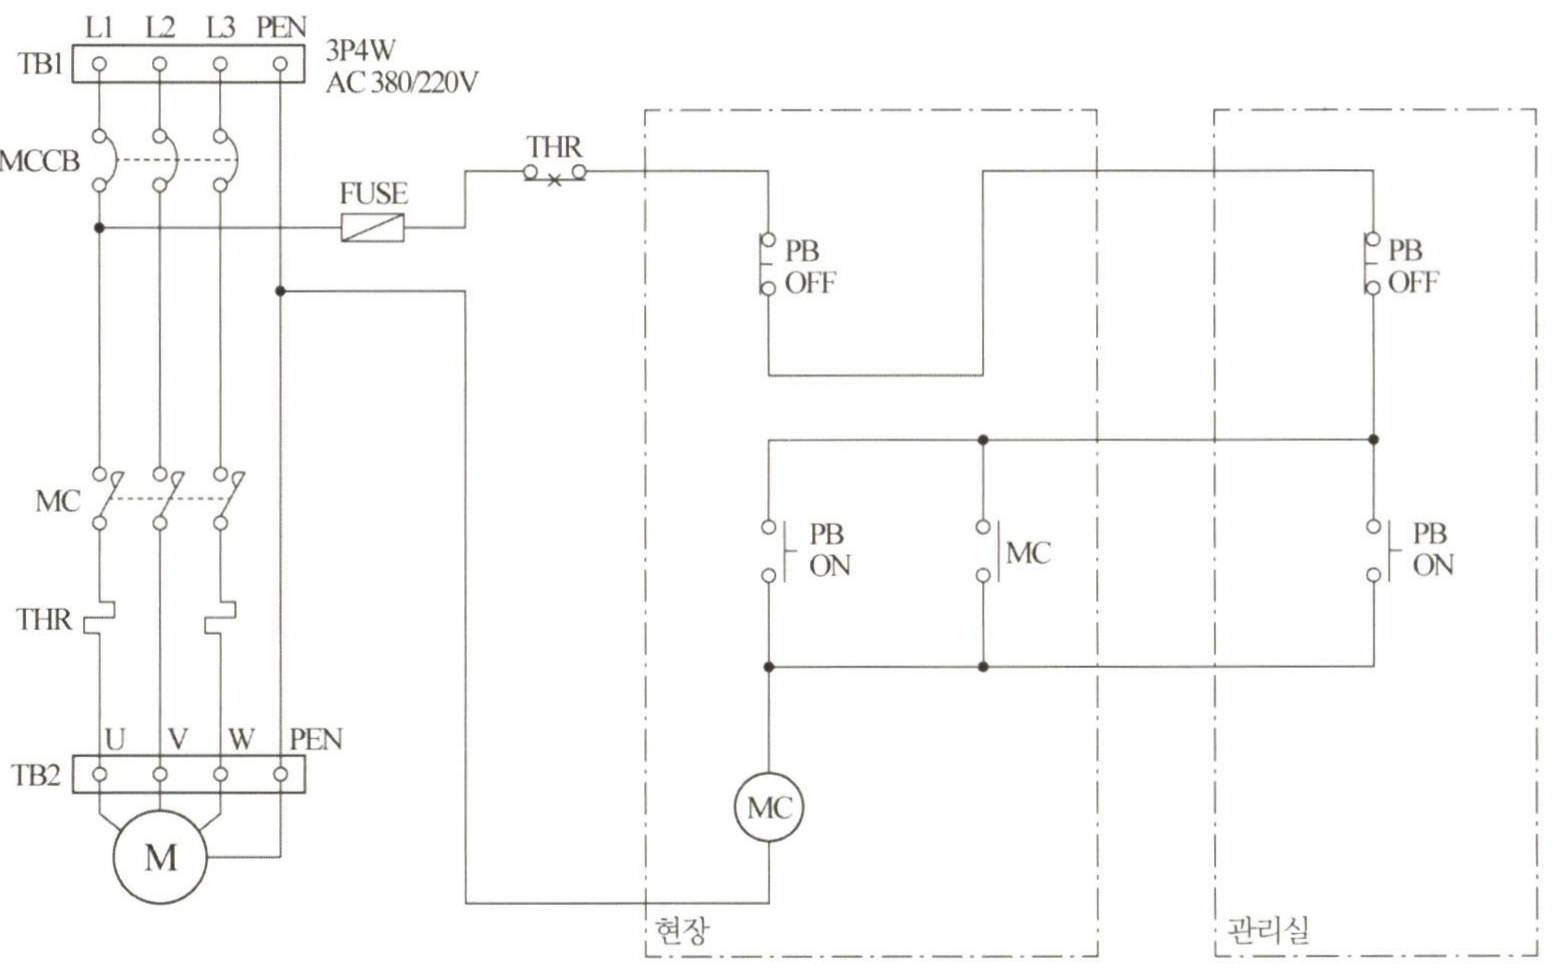 L1 L2 L3 PEN
TB1
3P4W
AC 380/220V
MCCB
THR
FUSE
PB
OFF
PB
OFF
MC
PB
ON
MC
PB
ON
THR
U V W PEN
TB2
MC
M
현장
관리실